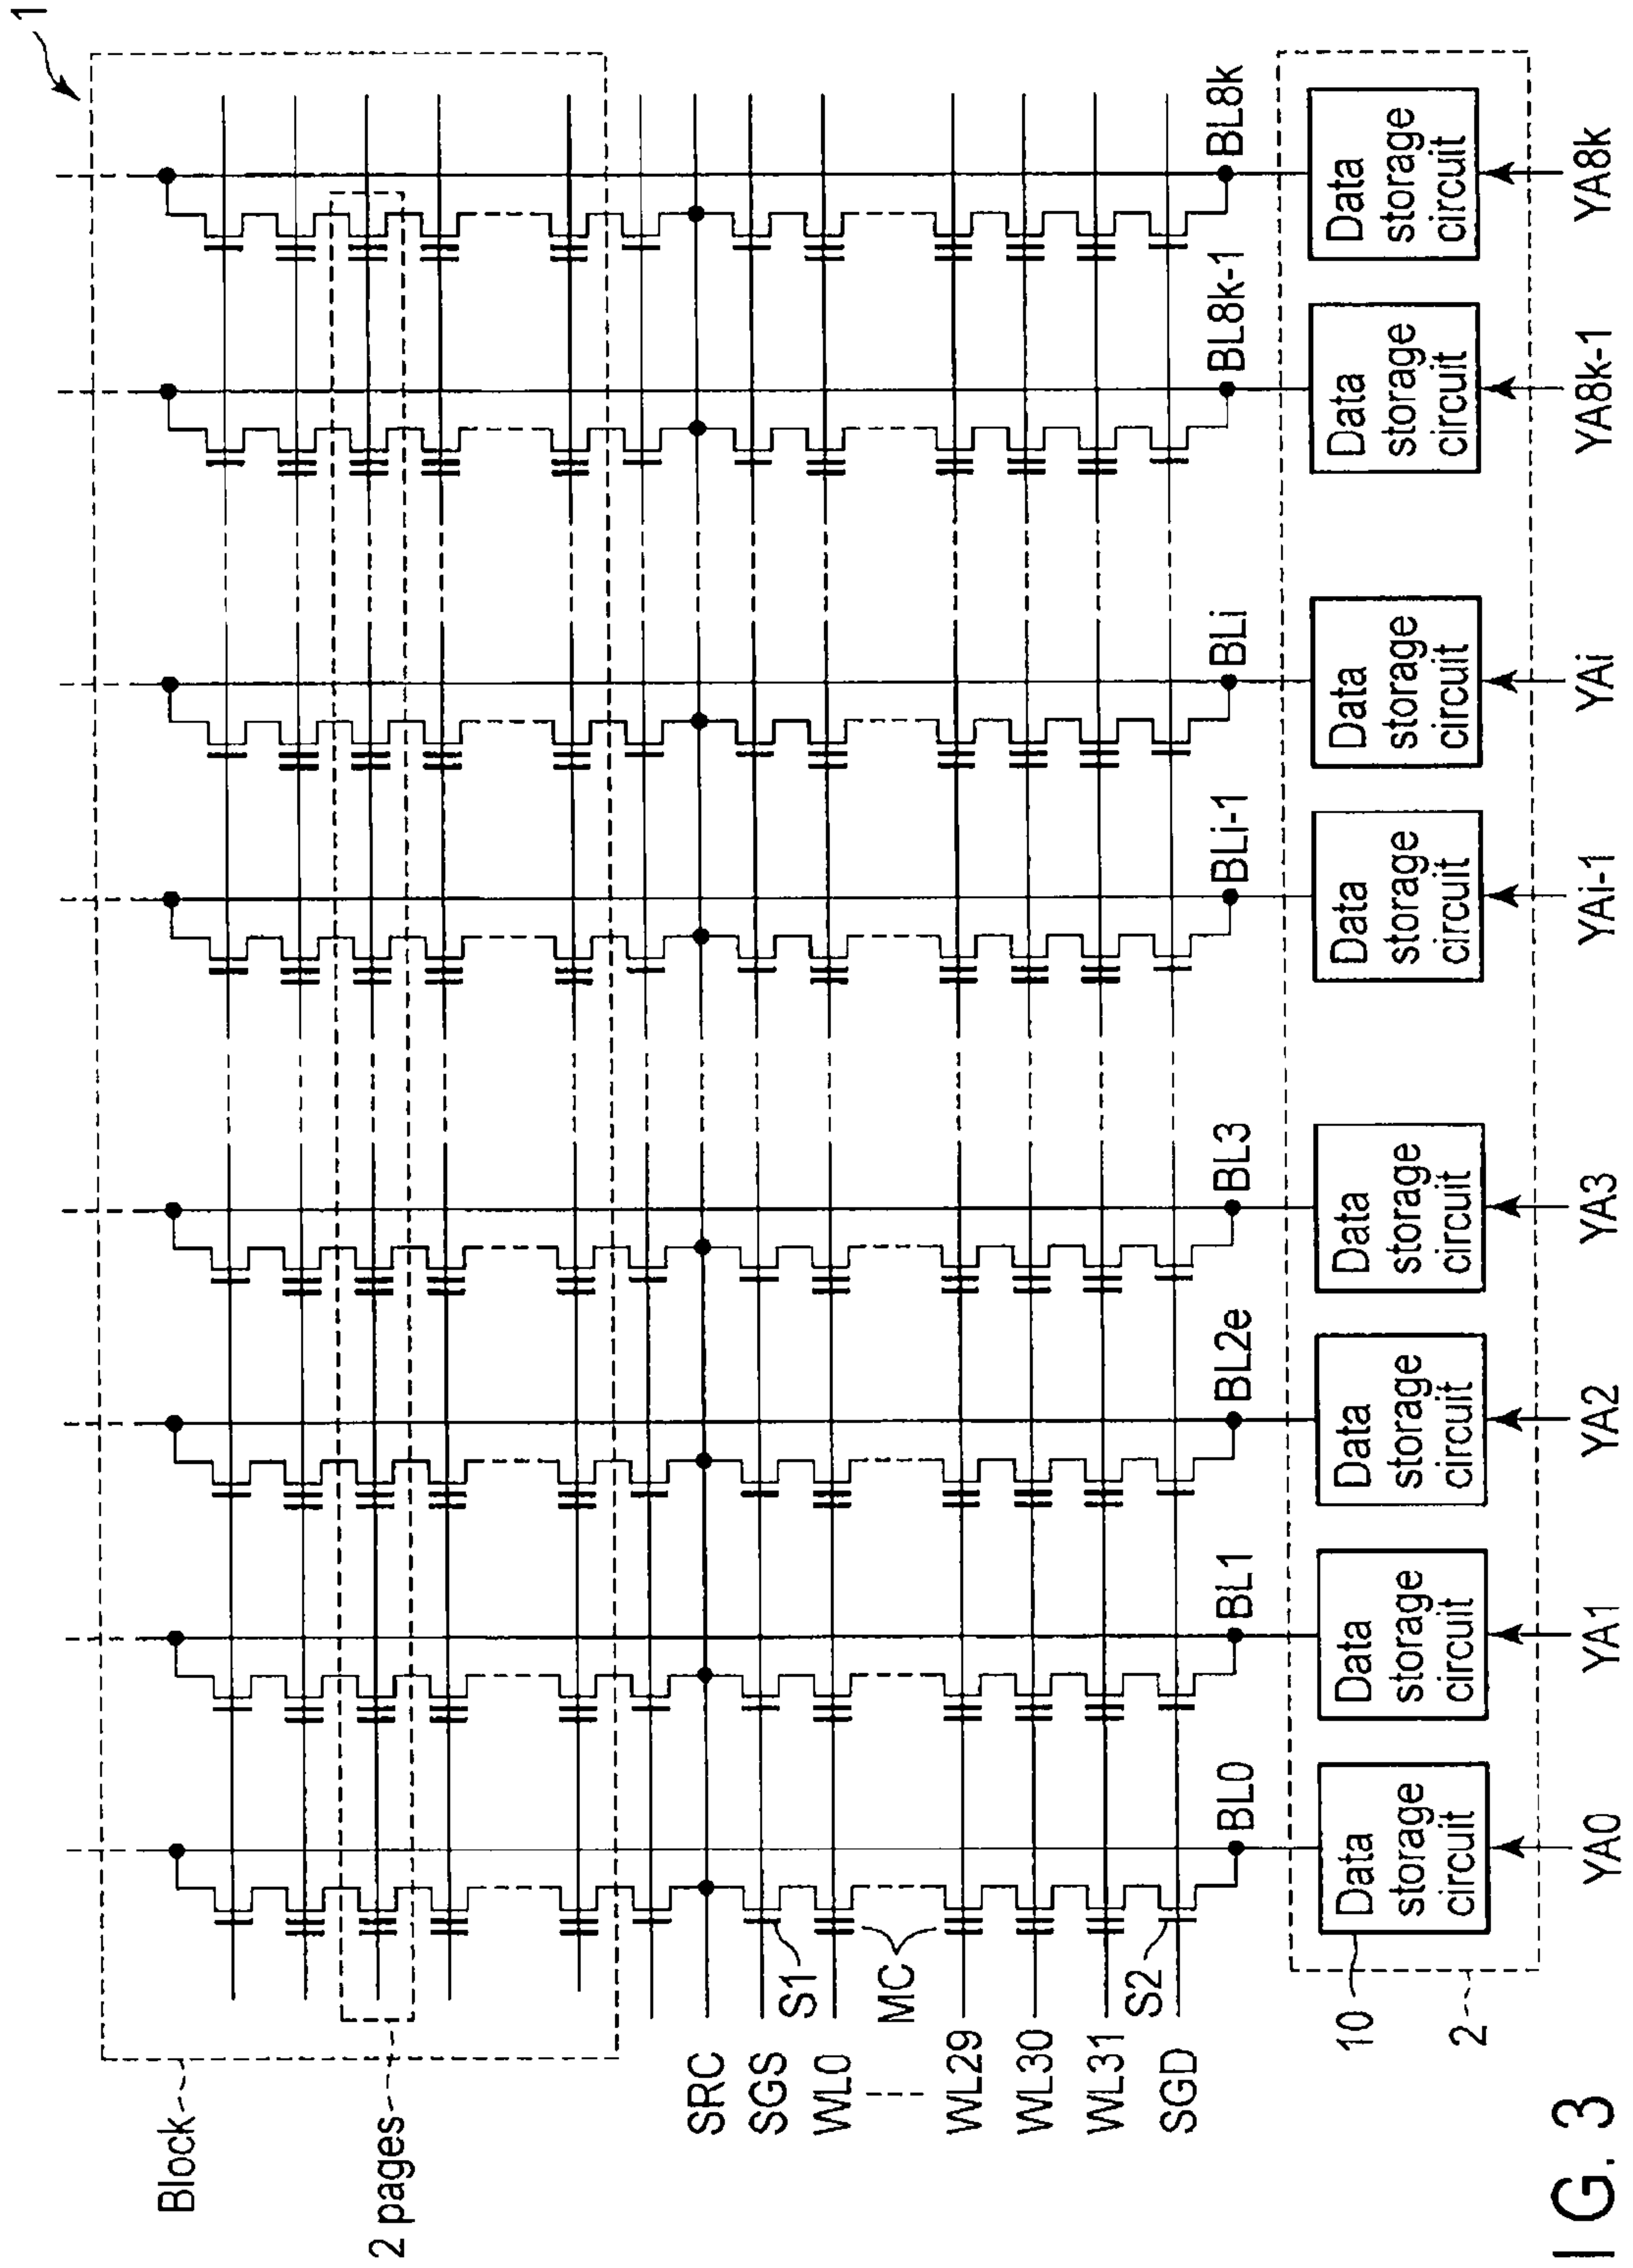 1
Block
2 pages
SRC
SGS
S1
WL0
MC
WL29
WL30
WL31
S2
SGD
BL0
BL1
BL2e
BL3
BLi-1
BLi
BL8k-1
BL8k
10
Data
storage
circuit
Data
storage
circuit
Data
storage
circuit
Data
storage
circuit
Data
storage
circuit
Data
storage
circuit
Data
storage
circuit
Data
storage
circuit
2
YA0
YA1
YA2
YA3
YAi-1
YAi
YA8k-1
YA8k
I G. 3